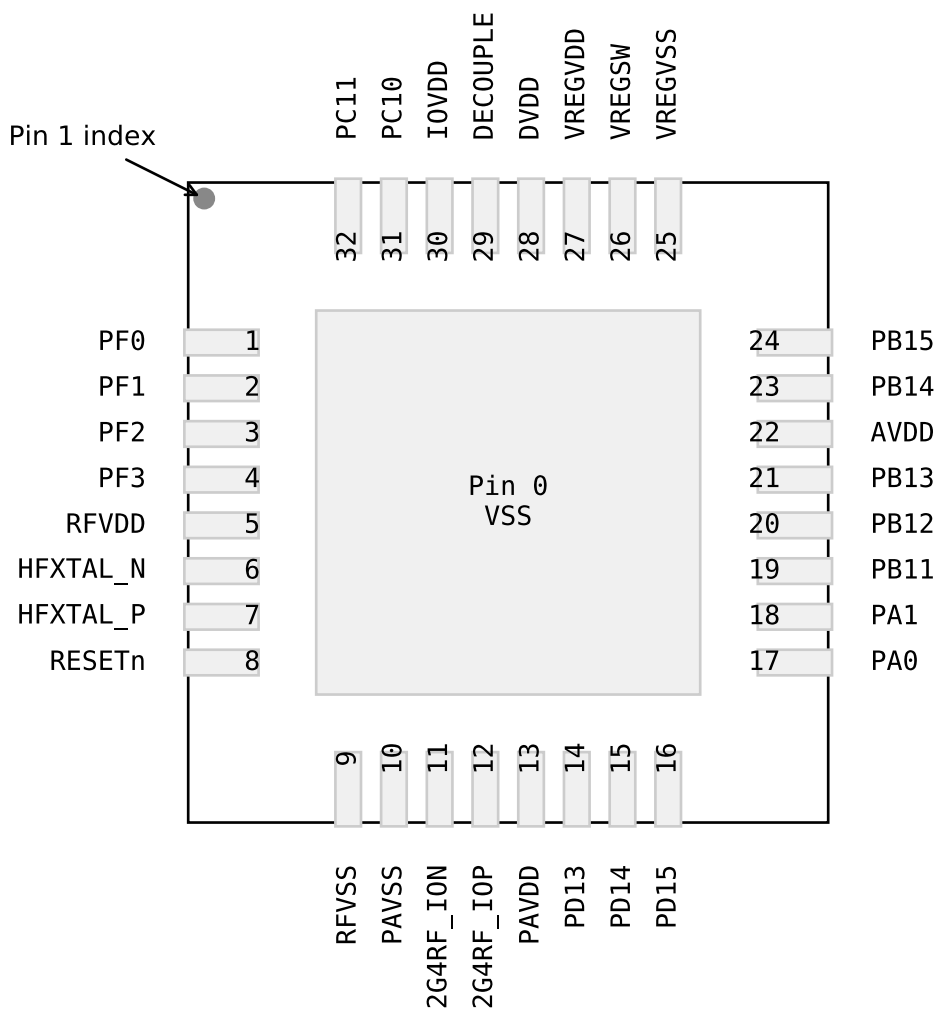 PC11
PC10
IOVDD
DECOUPLE
DVDD
VREGVDD
VREGSW
VREGVSS
Pin 1 index
32
31
30
29
28
27
26
25
PF0 1
PF1 2
PF2 3
PF3 4
RFVDD 5
HFXTAL_N 6
HFXTAL_P 7
RESETn 8
Pin 0
VSS
24 PB15
23 PB14
22 AVDD
21 PB13
20 PB12
19 PB11
18 PA1
17 PA0
9
10
11
12
13
14
15
16
RFVSS
PAVSS
2G4RF_ION
2G4RF_IOP
PAVDD
PD13
PD14
PD15